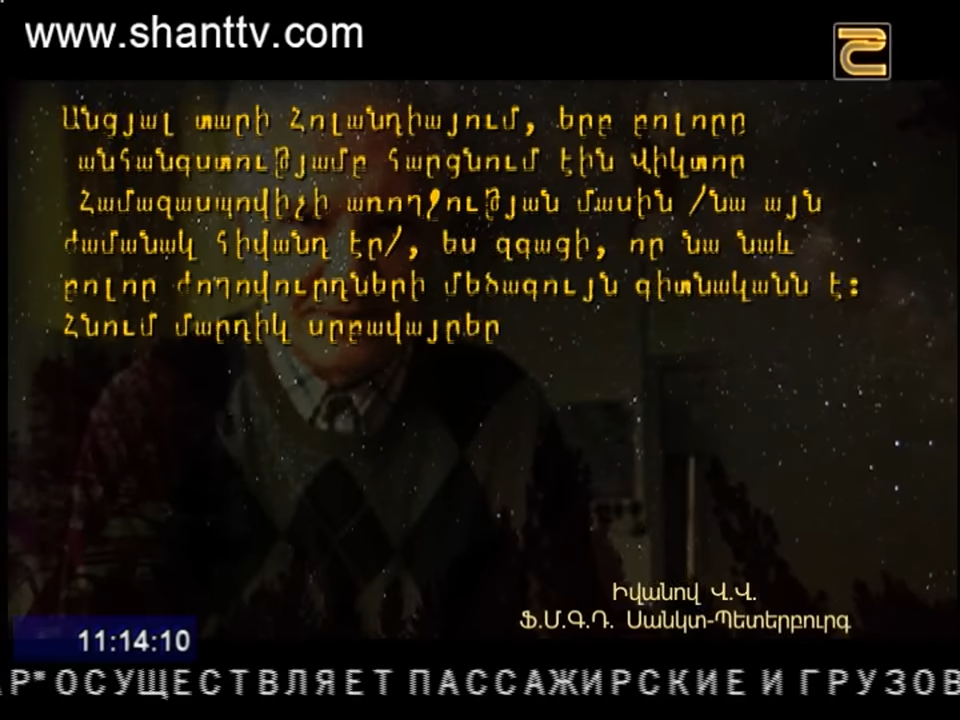 www.shanttv.com
Անցյալ տարի Հոլանդիայում, երբ բոլորը
անհանգստությամբ հարցնում էին Վիկտոր
Համազասպովիչի առողջության մասին /նա այն
ժամանակ հիվանդ էր/, ես զգացի, որ նա նաև
բոլոր ժողովուրդների մեծագույն գիտնականն է:
Հնում մարդիկ սրբավայրեր
Իվանով Վ.Վ.
Ֆ.Մ.Գ.Դ. Սանկտ-Պետերբուրգ
11:14:10
АР" ОСУЩЕСТВЛЯЕТ ПАССАЖИРСКИЕ И ГРУЗОВ